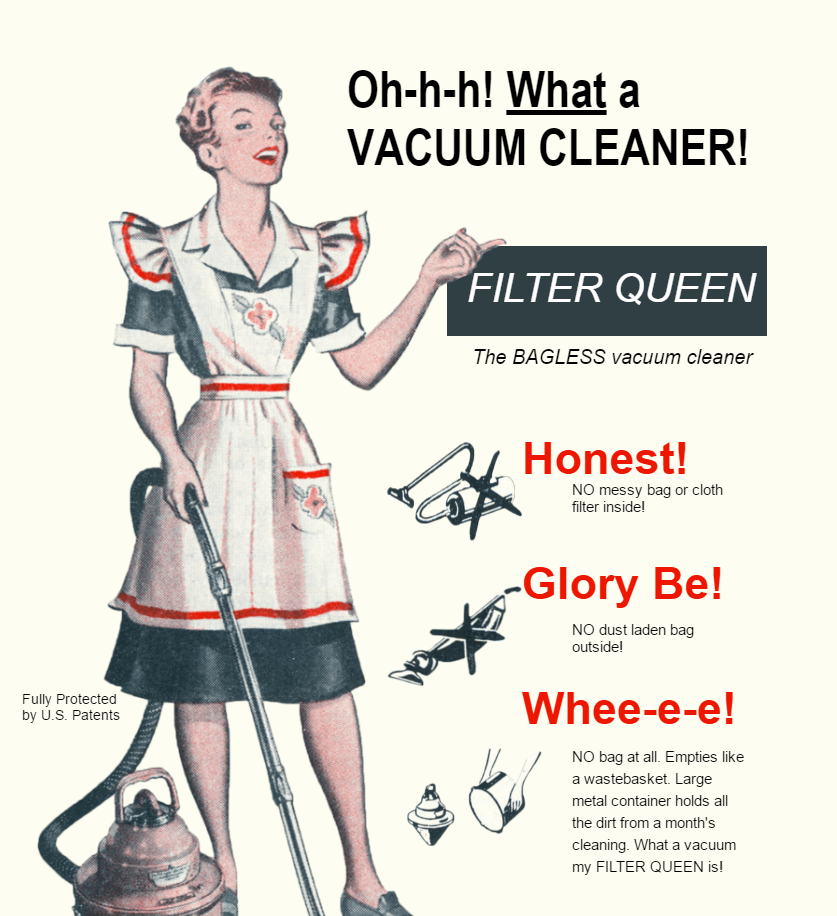 Oh-h-h! What a
VACUUM CLEANER!
FILTER QUEEN
The BAGLESS vacuum cleaner
Honest!
NO messy bag or cloth
filter inside!
Glory Be!
NO dust laden bag
outside!
Fully Protected
by U.S. Patents
Whee-e-e!
NO bag at all. Empties like
a wastebasket. Large
metal container holds all
the dirt from a month's
cleaning. What a vacuum
my FILTER QUEEN is!